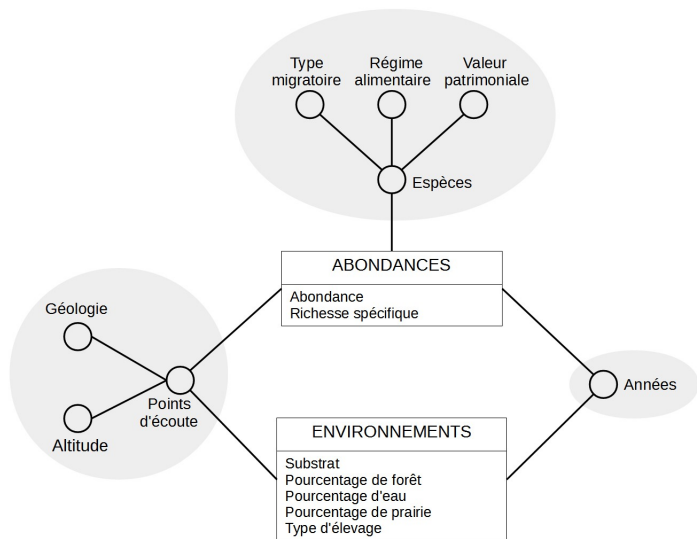 Type
migratoire
Régime
alimentaire
Valeur
patrimoniale
Espèces
ABONDANCES
Abondance
Richesse spécifique
Géologie
Points
d'écoute
Altitude
Années
ENVIRONNEMENTS
Substrat
Pourcentage de forêt
Pourcentage d'eau
Pourcentage de prairie
Type d'élevage